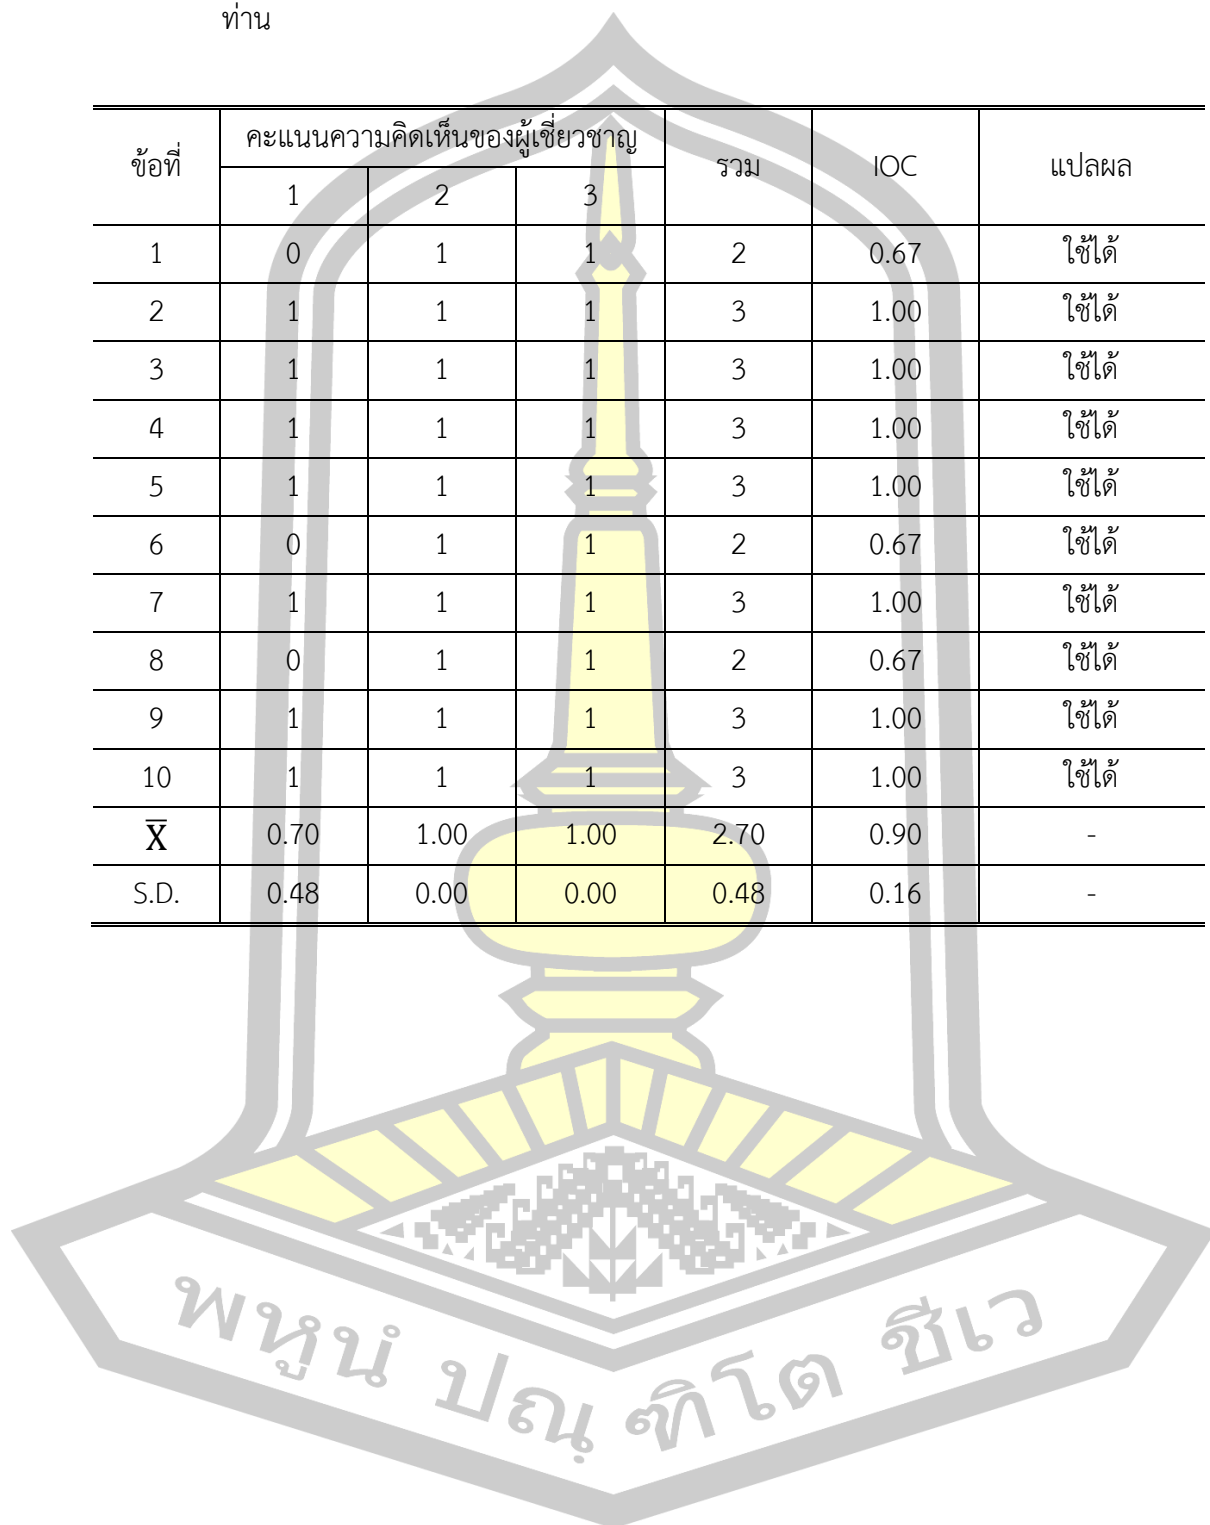 ท่าน
ข้อที่ คะแนนความคิดเห็นของผู้เชี่ยวชาญ รวม IOC แปลผล
1 2 3
1 0 1 1 2 0.67 ใช้ได้
2 1 1 1 3 1.00 ใช้ได้
3 1 1 1 3 1.00 ใช้ได้
4 1 1 1 3 1.00 ใช้ได้
5 1 1 1 3 1.00 ใช้ได้
6 0 1 1 2 0.67 ใช้ได้
7 1 1 1 3 1.00 ใช้ได้
8 0 1 1 2 0.67 ใช้ได้
9 1 1 1 3 1.00 ใช้ได้
10 1 1 1 3 1.00 ใช้ได้
X̅ 0.70 1.00 1.00 2.70 0.90 -
S.D. 0.48 0.00 0.00 0.48 0.16 -
พหูนํ ปณฺฑิโต ชีเว